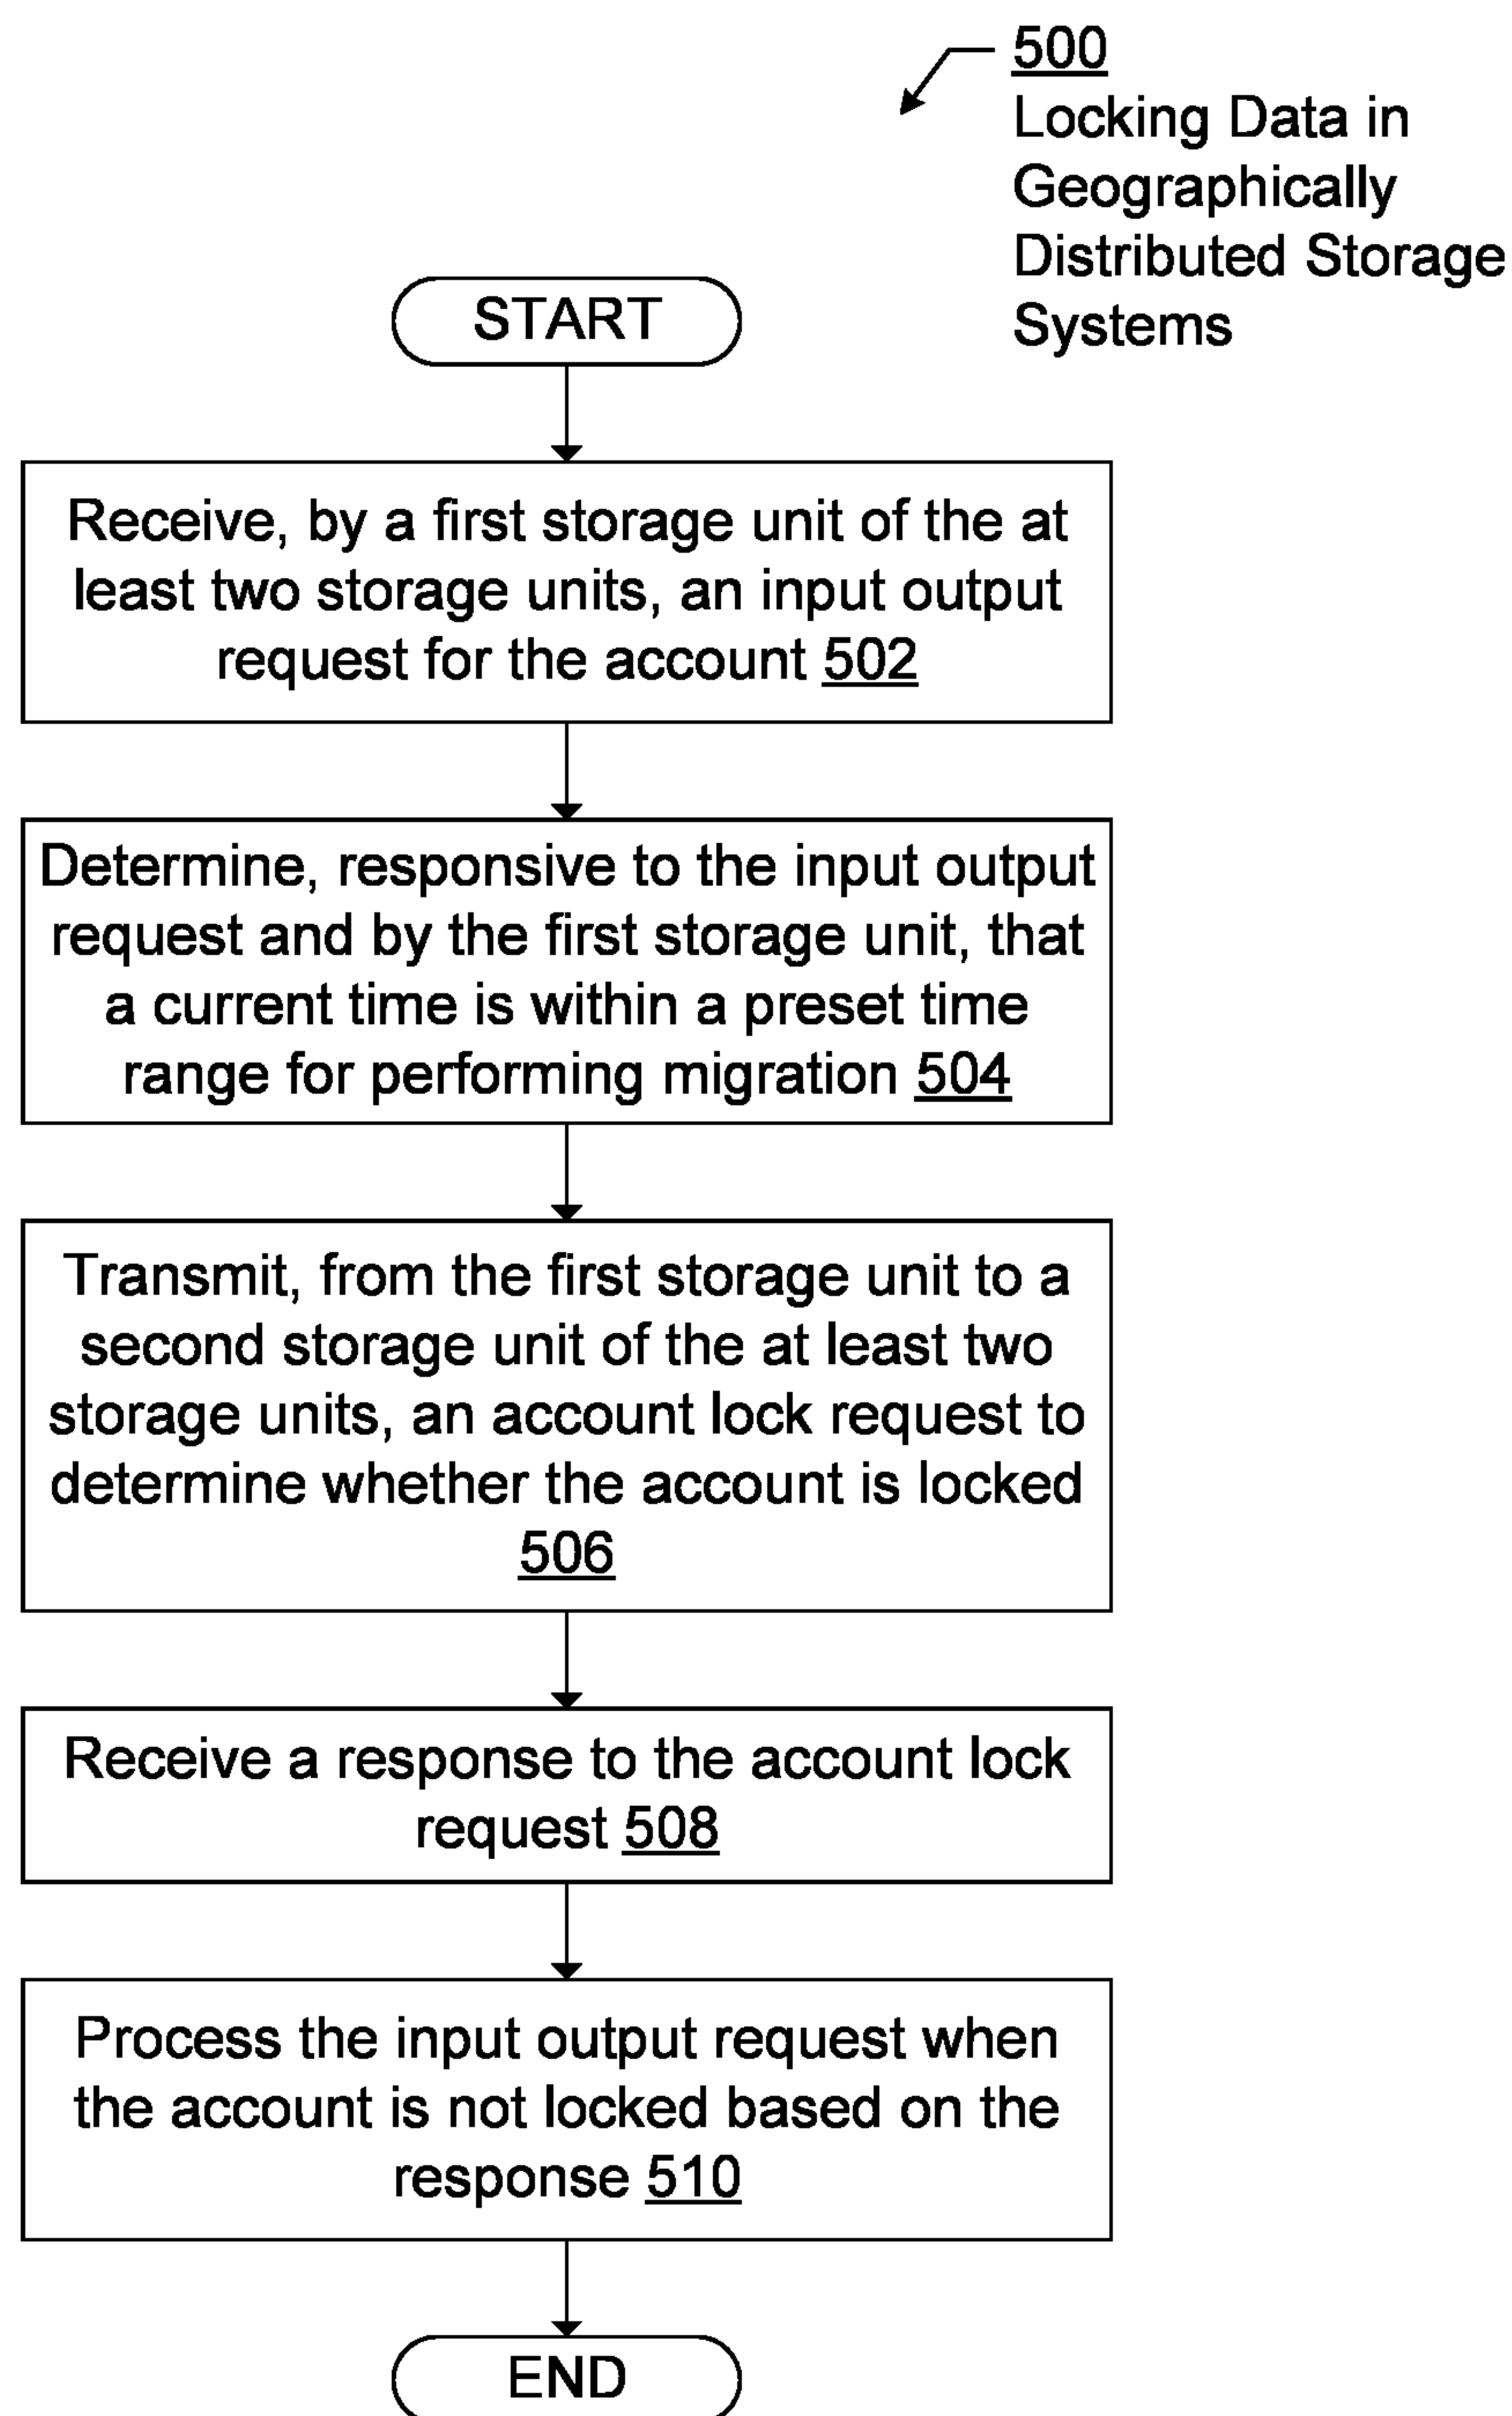 500
Locking Data in
Geographically
Distributed Storage
Systems
START
Receive, by a first storage unit of the at
least two storage units, an input output
request for the account 502
Determine, responsive to the input output
request and by the first storage unit, that
a current time is within a preset time
range for performing migration 504
Transmit, from the first storage unit to a
second storage unit of the at least two
storage units, an account lock request to
determine whether the account is locked
506
Receive a response to the account lock
request 508
Process the input output request when
the account is not locked based on the
response 510
END